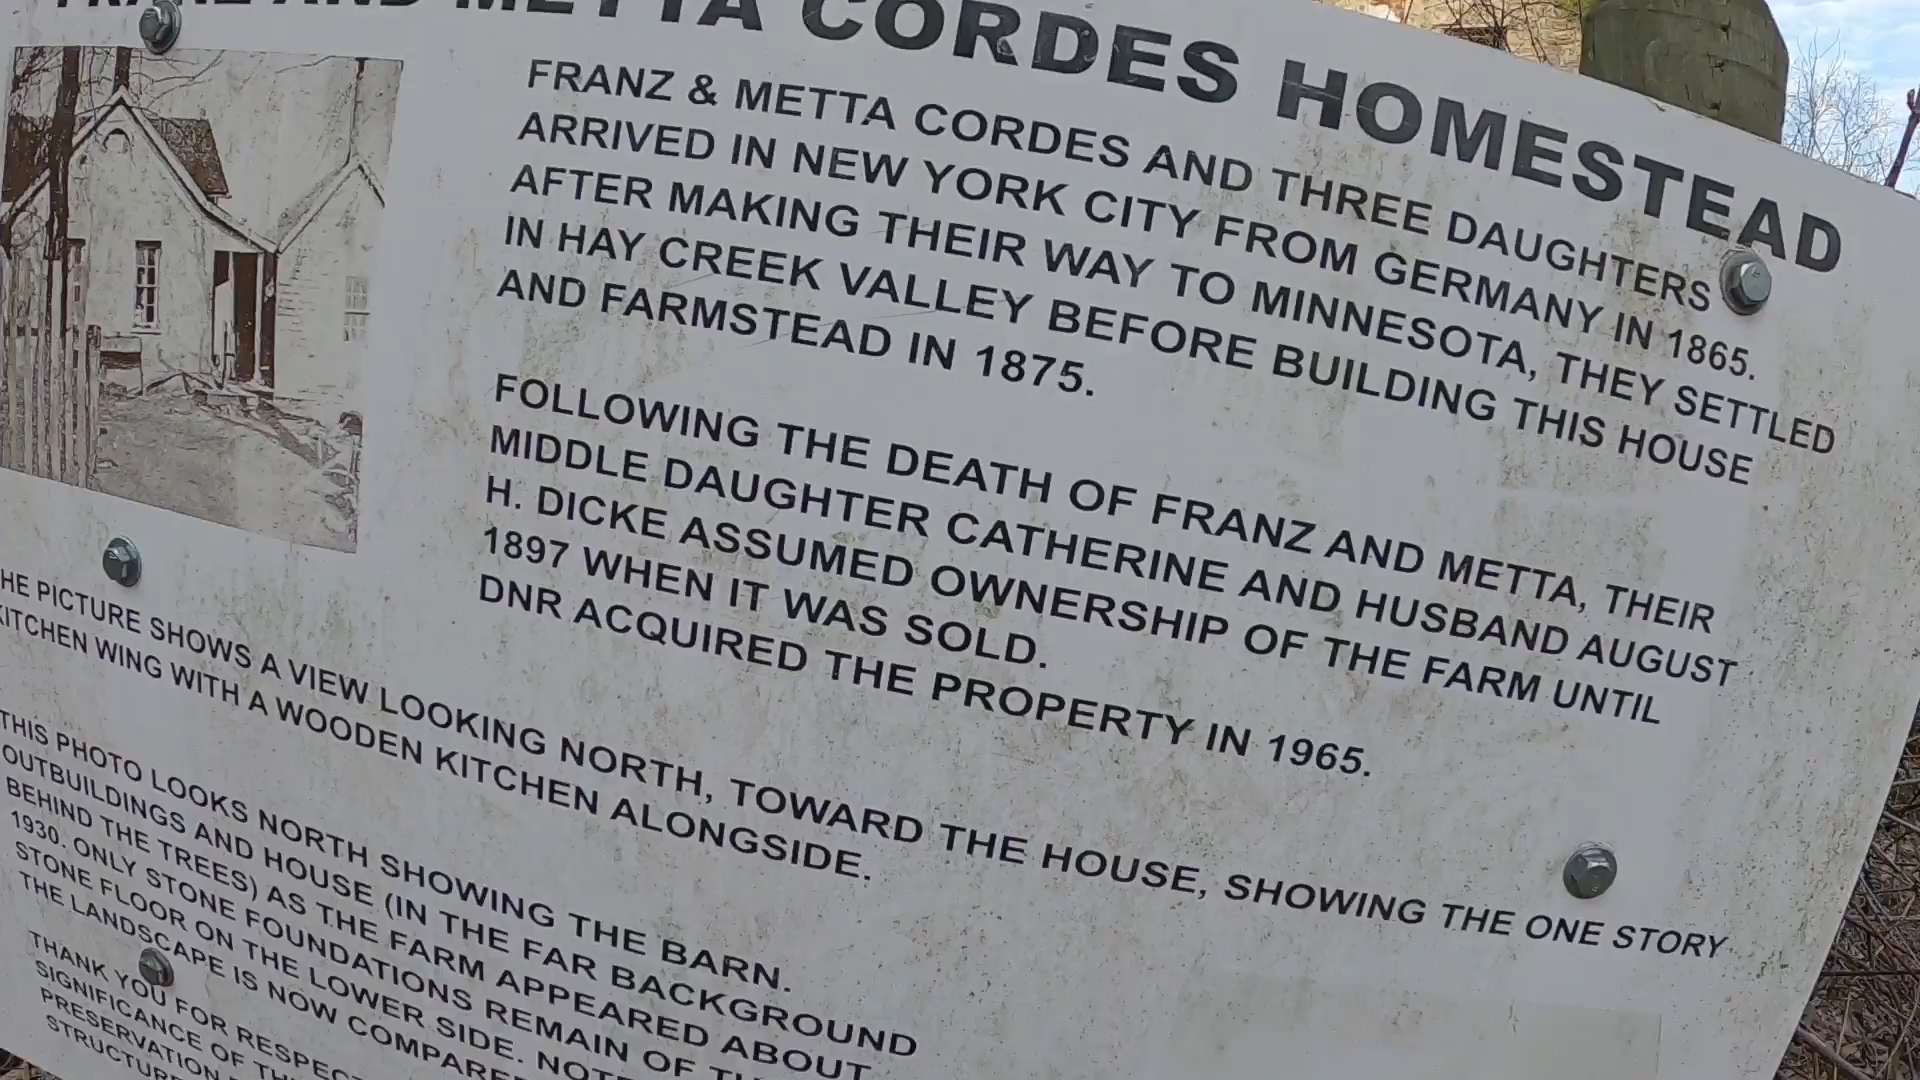 FRANZ AND METTA CORDES HOMESTEAD
FRANZ & METTA CORDES AND THREE DAUGHTERS
ARRIVED IN NEW YORK CITY FROM GERMANY IN 1865.
AFTER MAKING THEIR WAY TO MINNESOTA, THEY SETTLED
IN HAY CREEK VALLEY BEFORE BUILDING THIS HOUSE
AND FARMSTEAD IN 1875.
FOLLOWING THE DEATH OF FRANZ AND METTA, THEIR
MIDDLE DAUGHTER CATHERINE AND HUSBAND AUGUST
H. DICKE ASSUMED OWNERSHIP OF THE FARM UNTIL
1897 WHEN IT WAS SOLD.
DNR ACQUIRED THE PROPERTY IN 1965.
HE PICTURE SHOWS A VIEW LOOKING NORTH, TOWARD THE HOUSE, SHOWING THE ONE STORY
KITCHEN WING WITH A WOODEN KITCHEN ALONGSIDE.
THIS PHOTO LOOKS NORTH SHOWING THE BARN.
OUTBUILDINGS AND HOUSE (IN THE FAR BACKGROUND
BEHIND THE TREES) AS THE FARM APPEARED ABOUT
1930. ONLY STONE FOUNDATIONS REMAIN OF
STONE FLOOR ON THE LOWER SIDE.
THE LANDSCAPE IS NOW
THANK YOU FOR
SIGNIFICANCE OF
PRESERVATION